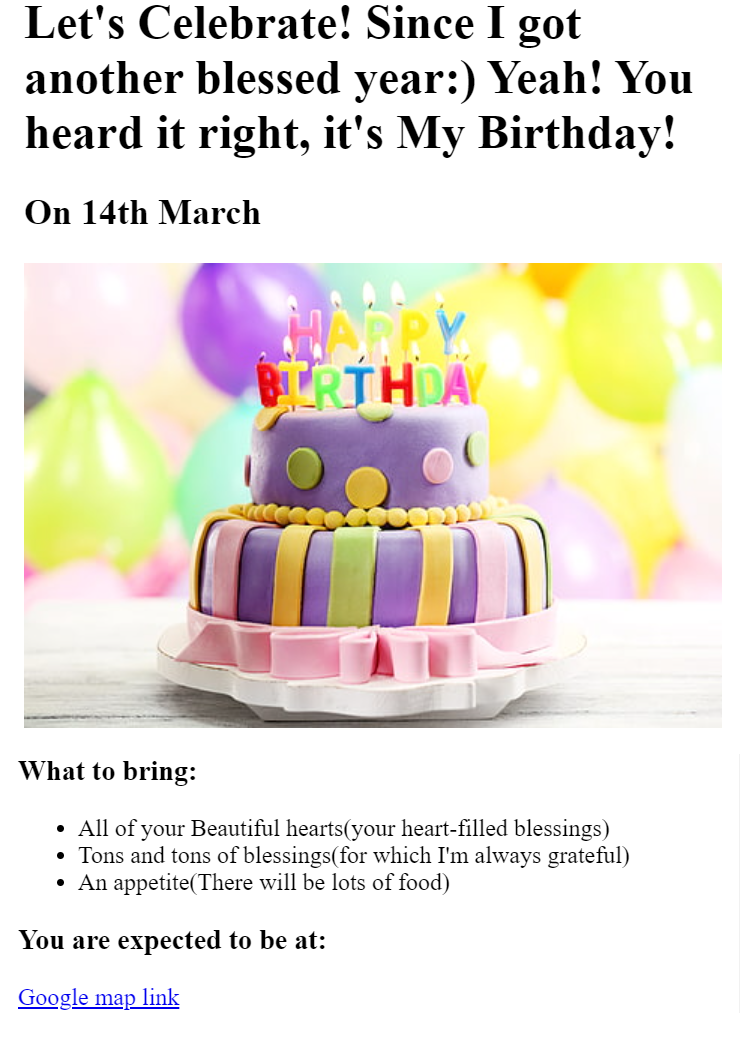 Let's Celebrate! Since I got
another blessed year:) Yeah! You
heard it right, it's My Birthday!
On 14th March
HAPPY
BIRTHDAY
What to bring:
All of your Beautiful hearts(your heart-filled blessings)
Tons and tons of blessings(for which I'm always grateful)
An appetite(There will be lots of food)
You are expected to be at:
Google map link